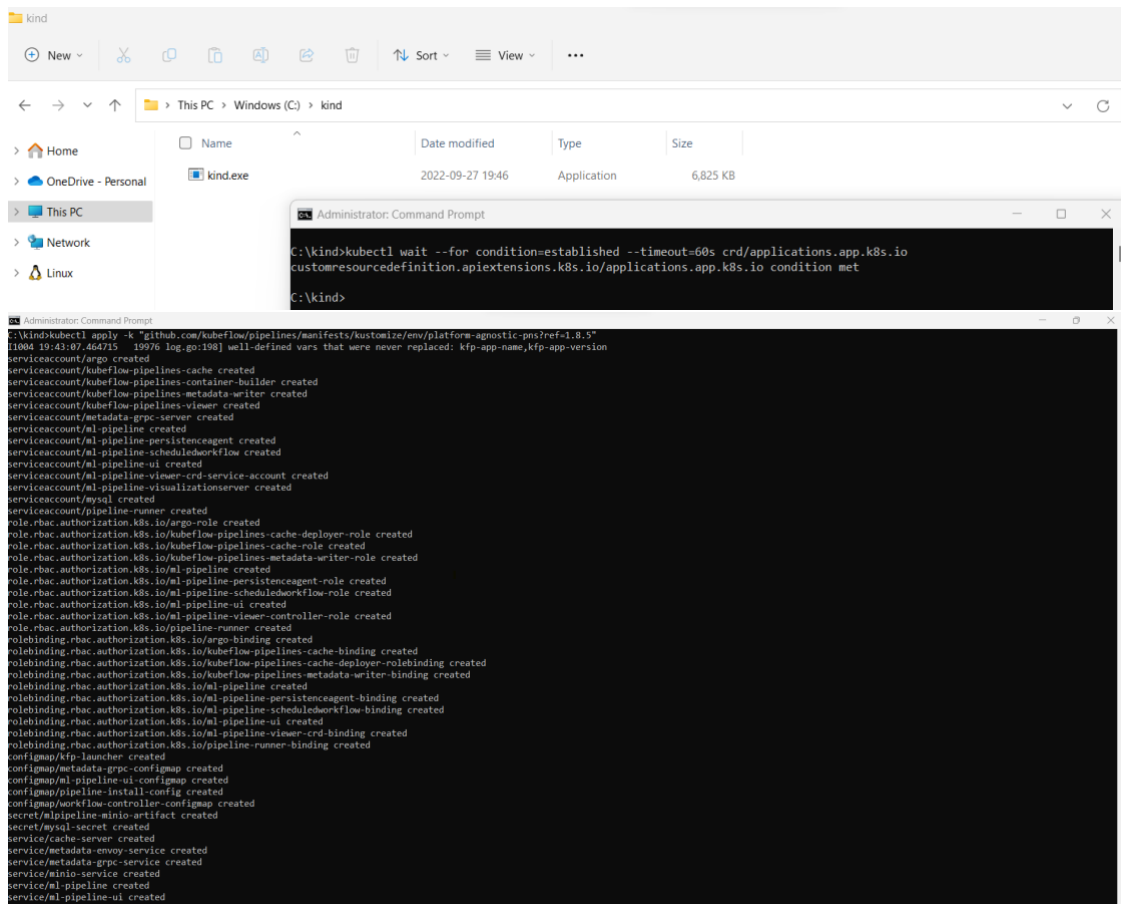 kind
New
Sort
View
This PC > Windows (C:) > kind
Home
OneDrive - Personal
This PC
Network
Linux
Name Date modified Type Size
kind.exe 2022-09-27 19:46 Application 6,825 KB
Administrator: Command Prompt
C:\kind>kubectl wait --for condition=established --timeout=60s crd/applications.app.k8s.io
customresourcedefinition.apiextensions.k8s.io/applications.app.k8s.io condition met
C:\kind>
Administrator: Command Prompt
C:\kind>kubectl apply -k "github.com/kubeflow/pipelines/manifests/kustomize/env/platform-agnostic-pns?ref=1.8.5"
I1004 19:43:07.464715   19976 log.go:198] well-defined vars that were never replaced: kfp-app-name,kfp-app-version
serviceaccount/argo created
serviceaccount/kubeflow-pipelines-cache created
serviceaccount/kubeflow-pipelines-container-builder created
serviceaccount/kubeflow-pipelines-metadata-writer created
serviceaccount/kubeflow-pipelines-viewer created
serviceaccount/metadata-grpc-server created
serviceaccount/ml-pipeline created
serviceaccount/ml-pipeline-persistenceagent created
serviceaccount/ml-pipeline-scheduledworkflow created
serviceaccount/ml-pipeline-ui created
serviceaccount/ml-pipeline-viewer-crd-service-account created
serviceaccount/ml-pipeline-visualizationserver created
serviceaccount/mysql created
serviceaccount/pipeline-runner created
role.rbac.authorization.k8s.io/argo-role created
role.rbac.authorization.k8s.io/kubeflow-pipelines-cache-deployer-role created
role.rbac.authorization.k8s.io/kubeflow-pipelines-cache-role created
role.rbac.authorization.k8s.io/kubeflow-pipelines-metadata-writer-role created
role.rbac.authorization.k8s.io/ml-pipeline created
role.rbac.authorization.k8s.io/ml-pipeline-persistenceagent-role created
role.rbac.authorization.k8s.io/ml-pipeline-scheduledworkflow-role created
role.rbac.authorization.k8s.io/ml-pipeline-ui created
role.rbac.authorization.k8s.io/ml-pipeline-viewer-controller-role created
role.rbac.authorization.k8s.io/pipeline-runner created
rolebinding.rbac.authorization.k8s.io/argo-binding created
rolebinding.rbac.authorization.k8s.io/kubeflow-pipelines-cache-binding created
rolebinding.rbac.authorization.k8s.io/kubeflow-pipelines-cache-deployer-rolebinding created
rolebinding.rbac.authorization.k8s.io/kubeflow-pipelines-metadata-writer-binding created
rolebinding.rbac.authorization.k8s.io/ml-pipeline created
rolebinding.rbac.authorization.k8s.io/ml-pipeline-persistenceagent-binding created
rolebinding.rbac.authorization.k8s.io/ml-pipeline-scheduledworkflow-binding created
rolebinding.rbac.authorization.k8s.io/ml-pipeline-ui created
rolebinding.rbac.authorization.k8s.io/ml-pipeline-viewer-crd-binding created
rolebinding.rbac.authorization.k8s.io/pipeline-runner-binding created
configmap/kfp-launcher created
configmap/metadata-grpc-configmap created
configmap/ml-pipeline-ui-configmap created
configmap/pipeline-install-config created
configmap/workflow-controller-configmap created
secret/mlpipeline-minio-artifact created
secret/mysql-secret created
service/cache-server created
service/metadata-envoy-service created
service/metadata-grpc-service created
service/minio-service created
service/ml-pipeline created
service/ml-pipeline-ui created